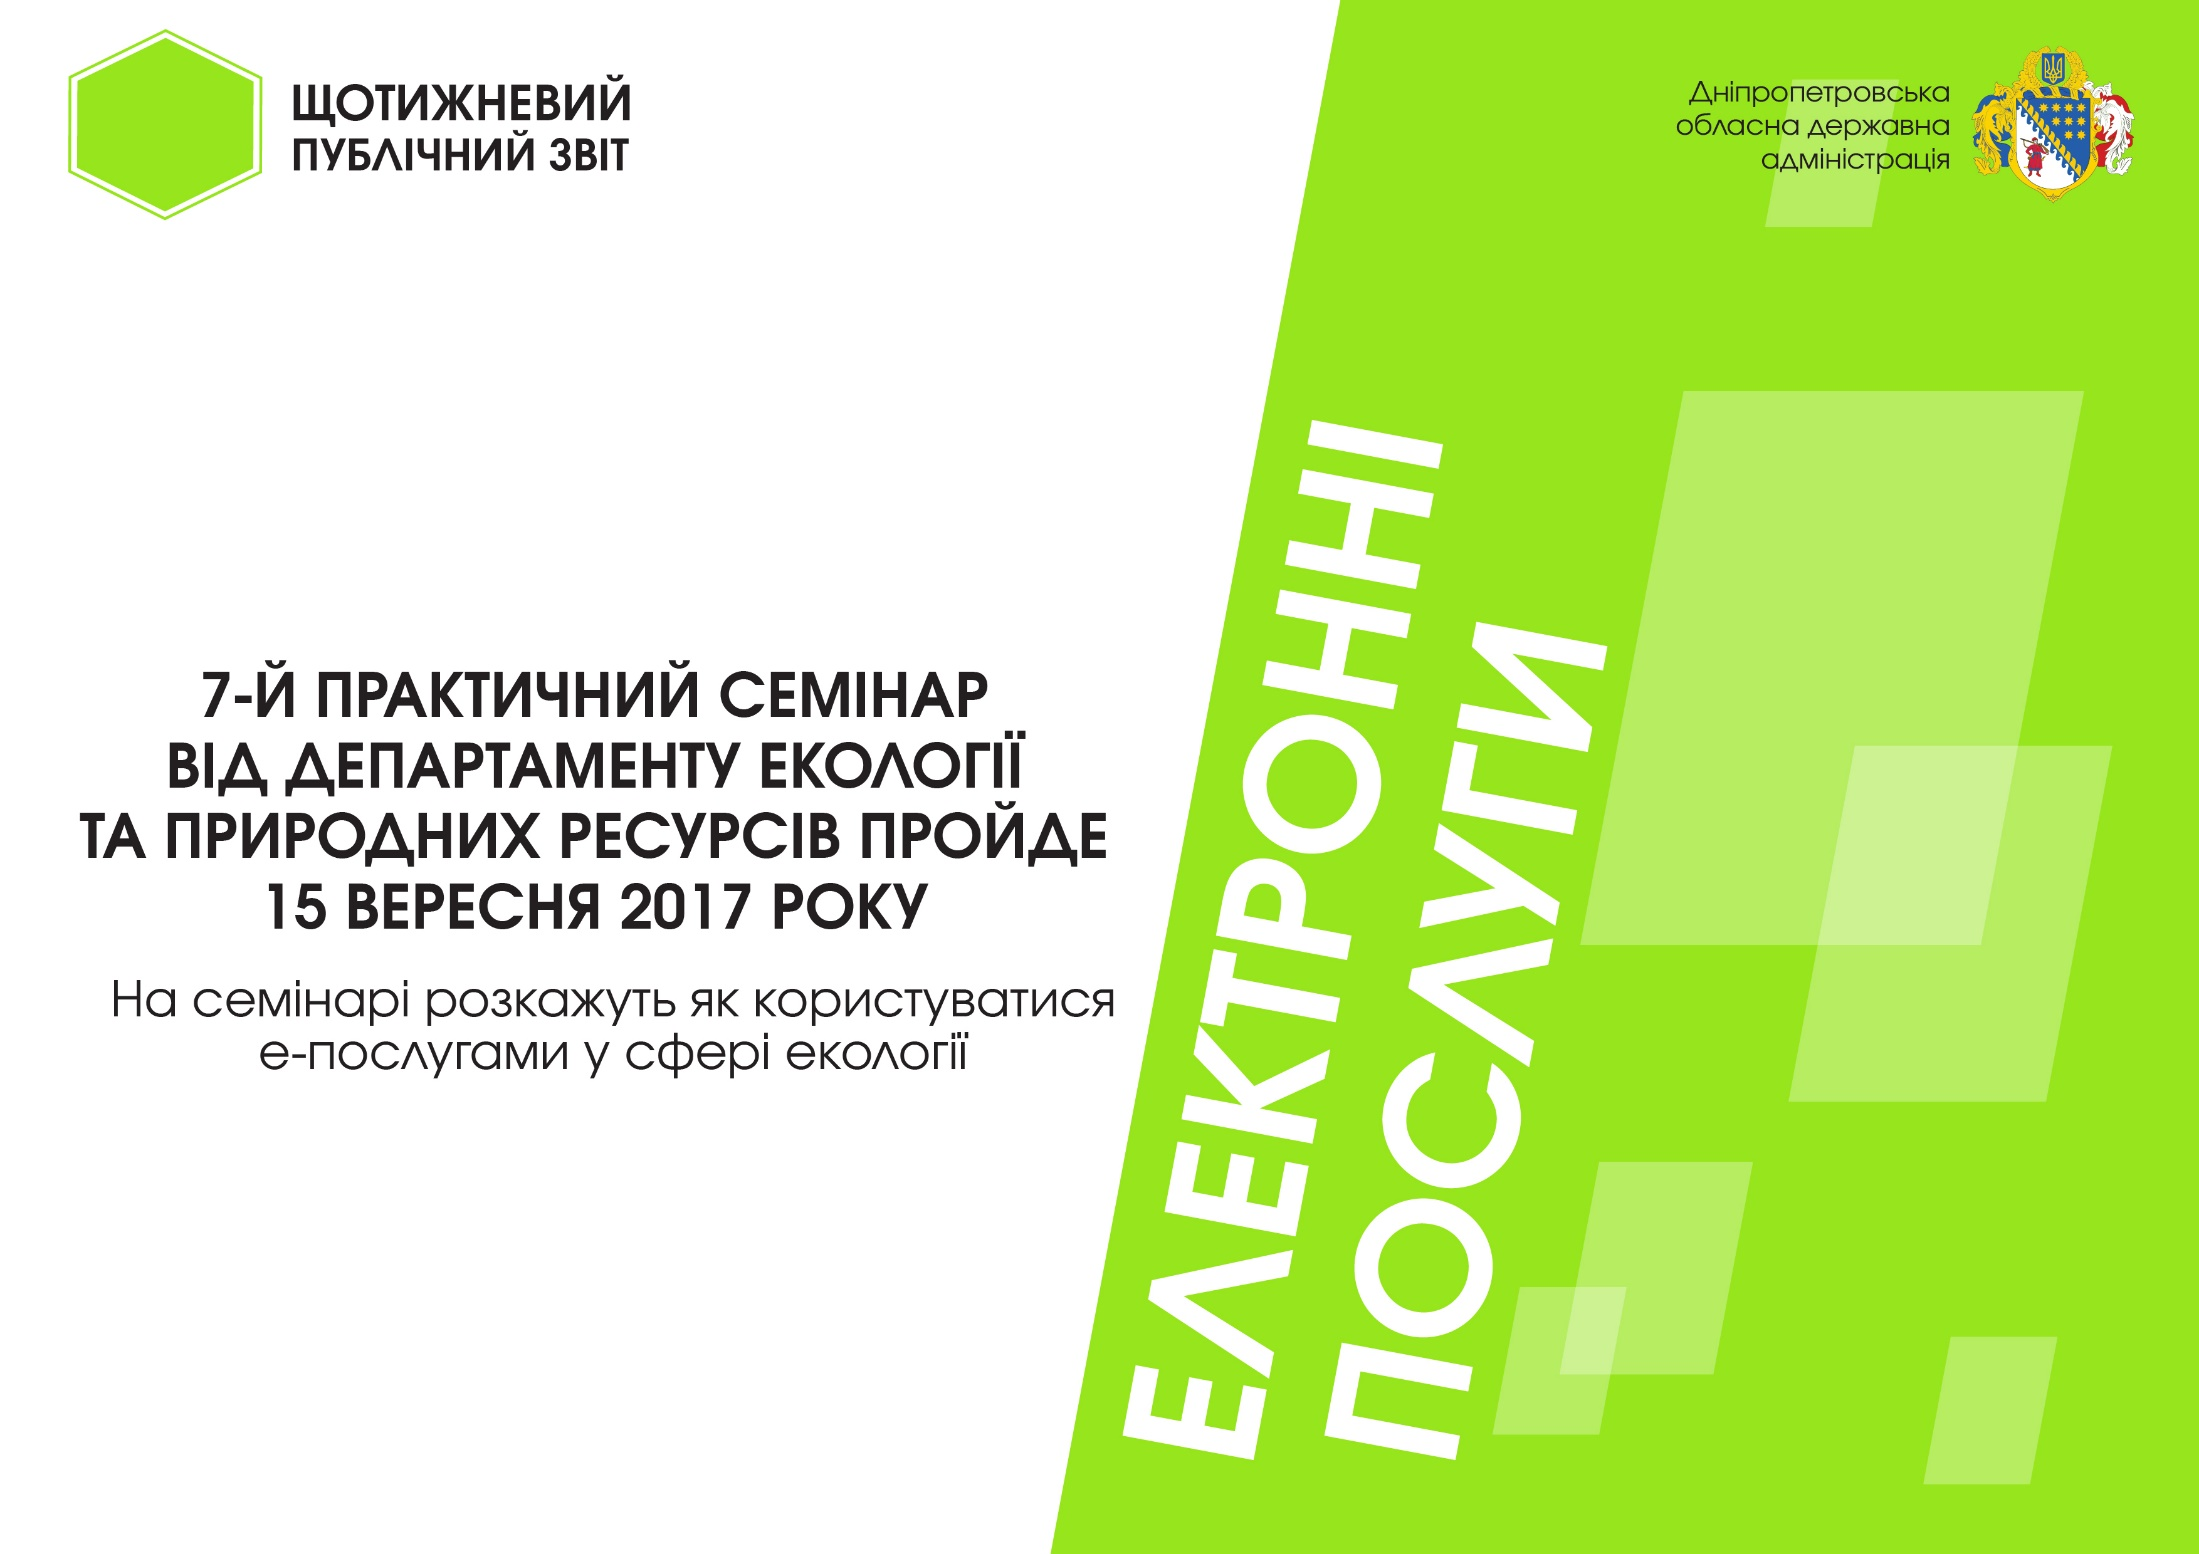 ЩОТИЖНЕВИЙ
ПУБЛІЧНИЙ ЗВІТ
Дніпропетровська
обласна державна
адміністрація
7-Й ПРАКТИЧНИЙ СЕМІНАР
ВІД ДЕПАРТАМЕНТУ ЕКОЛОГІЇ
ТА ПРИРОДНИХ РЕСУРСІВ ПРОЙДЕ
15 ВЕРЕСНЯ 2017 РОКУ
На семінарі розкажуть як користуватися
е-послугами у сфері екології
ЕЛЕКТРОННІ
ПОСЛУГИ